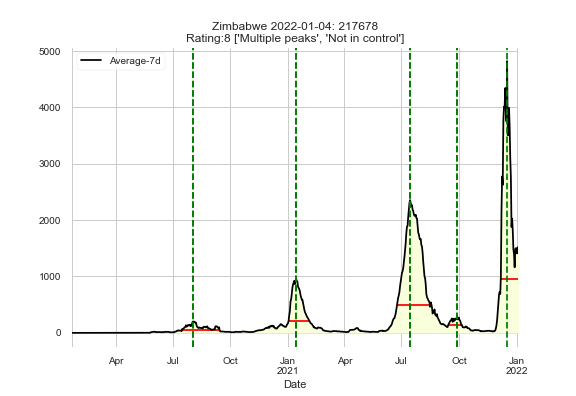 Zimbabwe 2022-01-04: 217678
Rating:8 ['Multiple peaks', 'Not in control']
Average-7d
5000
4000
3000
2000
1000
0
Apr Jul Oct Jan Apr Jul Oct Jan
2021 2022
Date